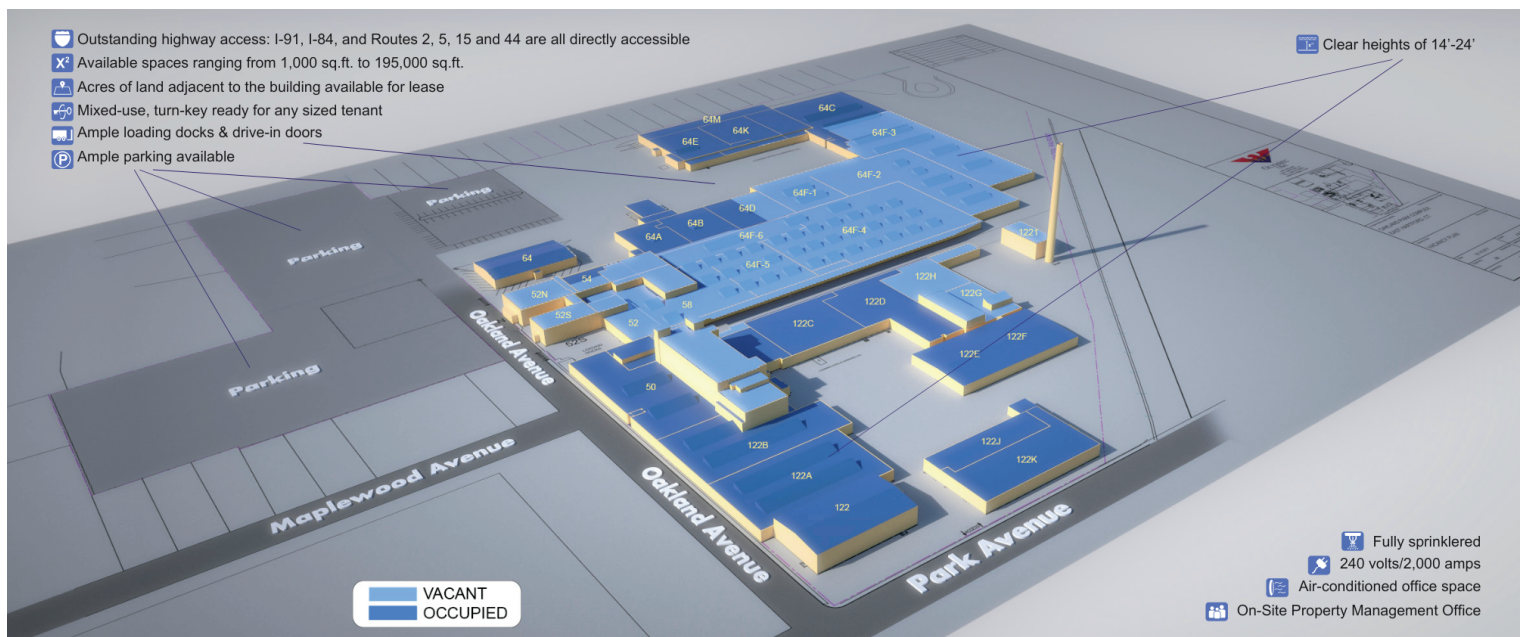 Outstanding highway access: I-91, I-84, and Routes 2, 5, 15 and 44 are all directly accessible
X² Available spaces ranging from 1,000 sq.ft. to 195,000 sq.ft.
Acres of land adjacent to the building available for lease
Mixed-use, turn-key ready for any sized tenant
Ample loading docks & drive-in doors
P Ample parking available
Clear heights of 14'-24'
64M
64C
64K
64E
64F-3
64F-2
64F-1
64D
64B
64A
64F-6
64F-4
64F-5
1221
64
54
52N
52S
52
58
52S
122H
122G
122D
122C
122F
122E
50
122B
122A
122
122J
122K
Parking
Parking
Parking
Oakland Avenue
Maplewood Avenue
Oakland Avenue
Park Avenue
VACANT
OCCUPIED
Fully sprinklered
240 volts/2,000 amps
Air-conditioned office space
On-Site Property Management Office